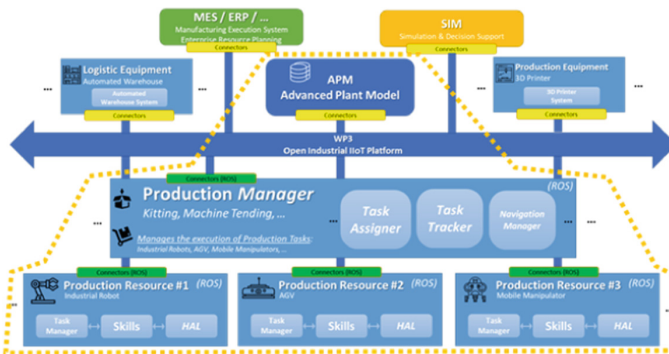 MES / ERP / ...
Manufacturing Execution System
Enterprise Resource Planning
Connectors
SIM
Simulation & Decision Support
Connectors
...
Logistic Equipment
Automated Warehouse
Automated
Warehouse System
Connectors
...
APM
Advanced Plant Model
Connectors
...
Production Equipment
3D Printer
3D Printer
System
Connectors
...
WP3
Open Industrial IIoT Platform
Connectors (ROS)
Production Manager
(ROS)
Kitting, Machine Tending, ...
Manages the execution of Production Tasks:
Industrial Robots, AGV, Mobile Manipulators, ...
Task
Assigner
Task
Tracker
Navigation
Manager
...
...
...
Connectors (ROS)
Production Resource #1
(ROS)
Industrial Robot
Task
Manager
Skills
HAL
Connectors (ROS)
Production Resource #2
(ROS)
AGV
Task
Manager
Skills
HAL
Connectors (ROS)
Production Resource #3
(ROS)
Mobile Manipulator
Task
Manager
Skills
HAL
...
...